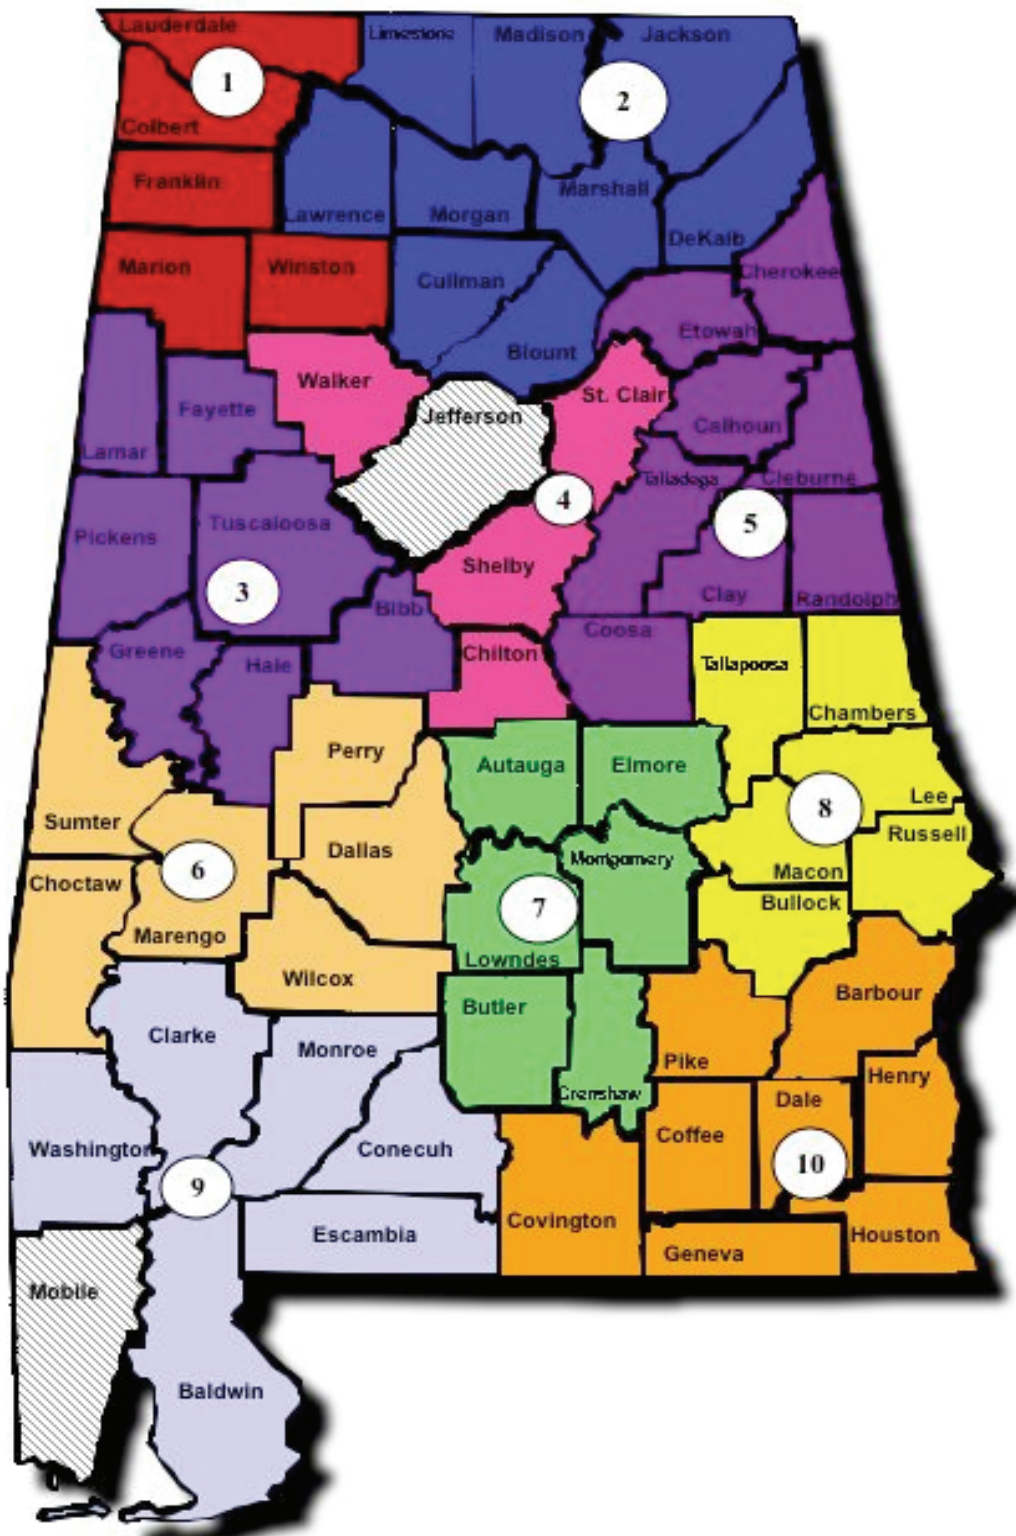 Lauderdale
Limestone
Madison
Jackson
1
2
Colbert
Franklin
Lawrence
Morgan
Marshall
DeKalb
Marion
Winston
Cullman
Cherokee
Etowah
Blount
Walker
Jefferson
St. Clair
Fayette
Calhoun
Lamar
Talladega
Cleburne
4
5
Pickens
Tuscaloosa
Shelby
3
Bibb
Clay
Randolph
Greene
Hale
Chilton
Coosa
Tallapoosa
Chambers
Perry
Autauga
Elmore
Lee
8
Sumter
Russell
Dallas
Montgomery
Choctaw
6
Macon
Bullock
7
Marengo
Lowndes
Wilcox
Butler
Barbour
Clarke
Monroe
Pike
Henry
Crenshaw
Dale
Washington
Conecuh
Coffee
10
9
Escambia
Covington
Geneva
Houston
Mobile
Baldwin